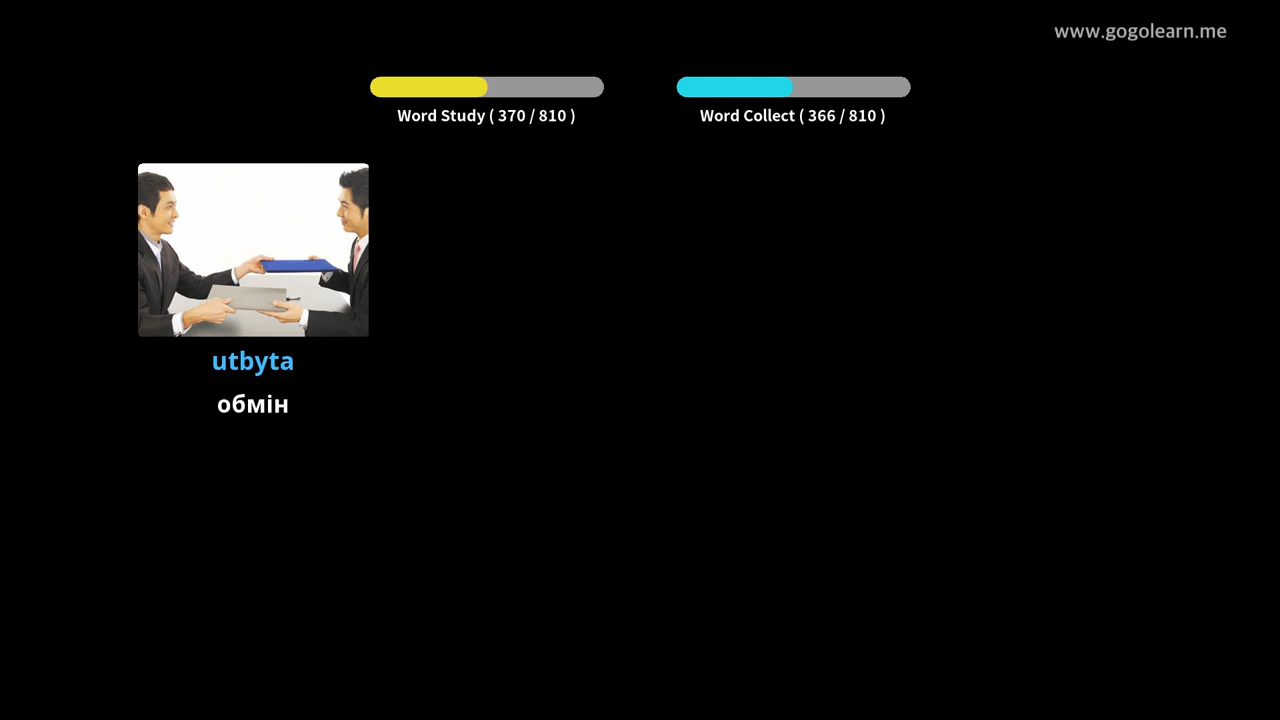 www.gogolearn.me
Word Study ( 370 / 810 )
Word Collect ( 366 / 810 )
utbyta
обмін